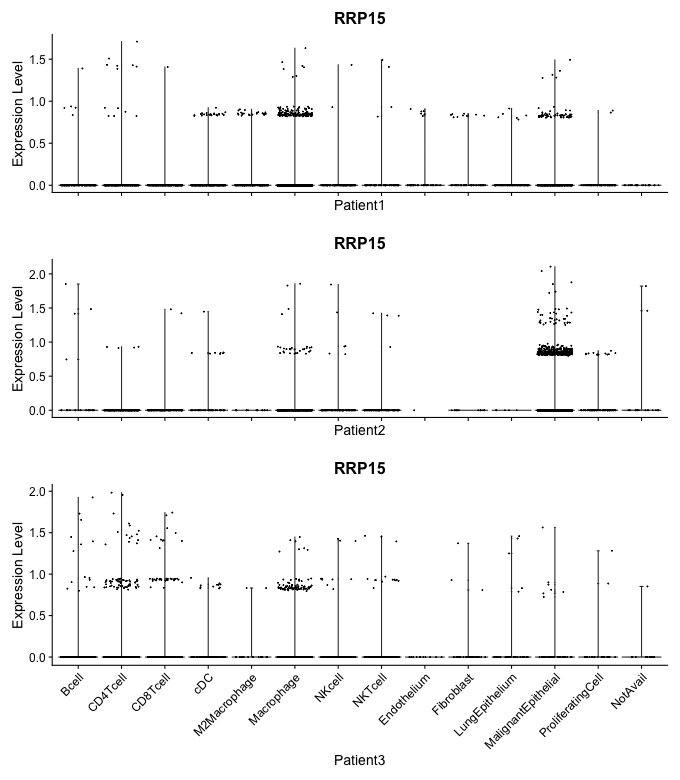 RRP15
Expression Level
1.5
1.0
0.5
0.0
Patient1
RRP15
Expression Level
2.0
1.5
1.0
0.5
0.0
Patient2
RRP15
Expression Level
2.0
1.5
1.0
0.5
0.0
Bcell
CD4Tcell
CD8Tcell
cDC
M2Macrophage
Macrophage
NKcell
NKTcell
Endothelium
Fibroblast
LungEpithelium
MalignantEpithelial
ProliferatingCell
NotAvail
Patient3